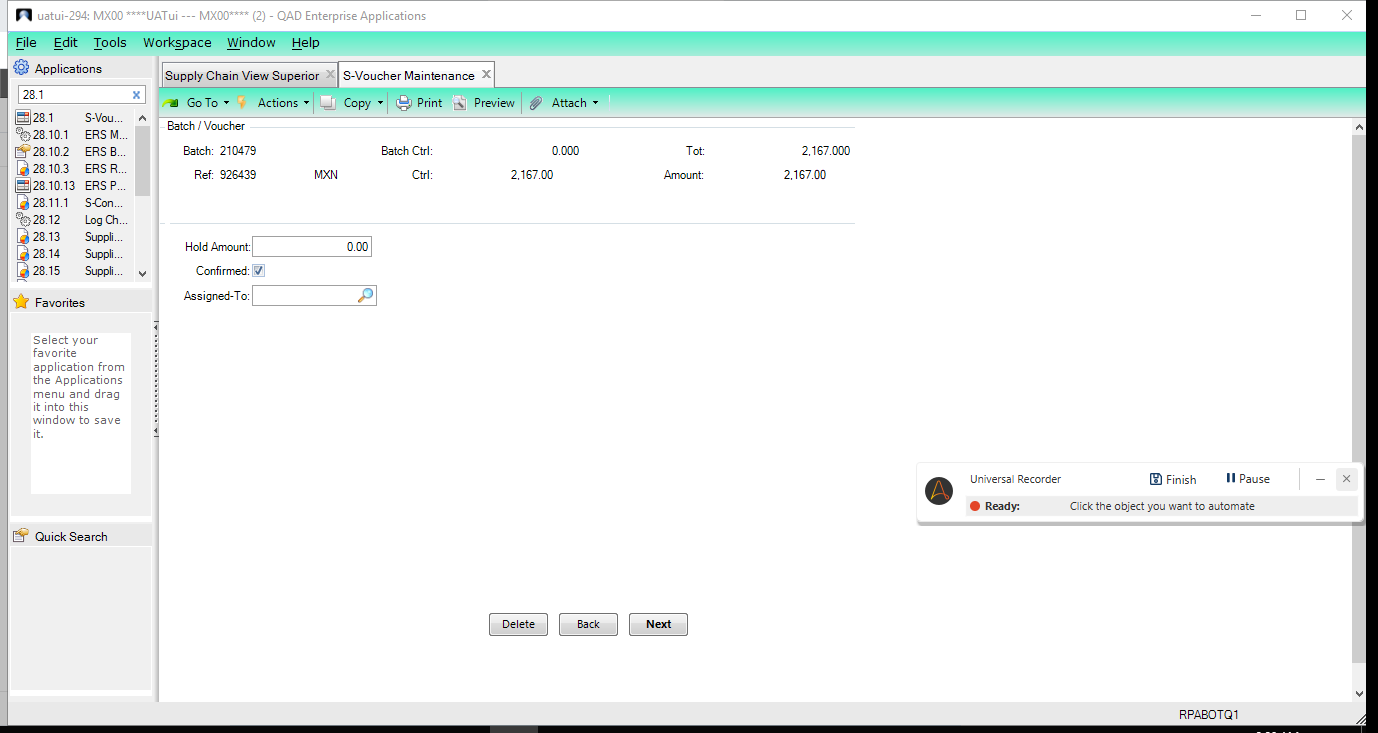 uatui-294: MX00 ****UATui --- MX00**** (2) - QAD Enterprise Applications
File Edit Tools Workspace Window Help
Applications
28.1
28.1 S-Vou...
28.10.1 ERS M...
28.10.2 ERS B...
28.10.3 ERS R...
28.10.13 ERS P...
28.11.1 S-Con...
28.12 Log Ch...
28.13 Suppli...
28.14 Suppli...
28.15 Suppli...
Favorites
Select your
favorite
application from
the Applications
menu and drag
it into this
window to save
it.
Quick Search
Supply Chain View Superior
S-Voucher Maintenance
Go To Actions Copy Print Preview Attach
Batch / Voucher
Batch: 210479 Batch Ctrl: 0.000 Tot: 2,167.000
Ref: 926439 MXN Ctrl: 2,167.00 Amount: 2,167.00
Hold Amount: 0.00
Confirmed:
Assigned-To:
Delete Back Next
Universal Recorder Finish Pause
Ready: Click the object you want to automate
RPABOTQ1